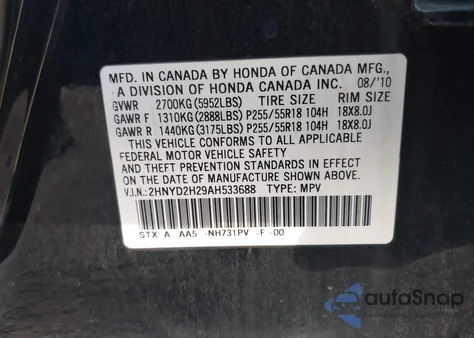 MFD. IN CANADA BY HONDA OF CANADA MFG.,
A DIVISION OF HONDA CANADA INC. 08/'10
GVWR 2700KG (5952LBS) TIRE SIZE RIM SIZE
GAWR F 1310KG (2888LBS) P255/55R18 104H 18X8.0J
GAWR R 1440KG (3175LBS) P255/55R18 104H 18X8.0J
THIS VEHICLE CONFORMS TO ALL APPLICABLE
FEDERAL MOTOR VEHICLE SAFETY
AND THEFT PREVENTION STANDARDS IN EFFECT
ON THE DATE OF MANUFACTURE SHOWN ABOVE.
V.I.N.: 2HNYD2H29AH533688 TYPE: MPV
STX A AA5 -NH731PV -F -00
autoSnap